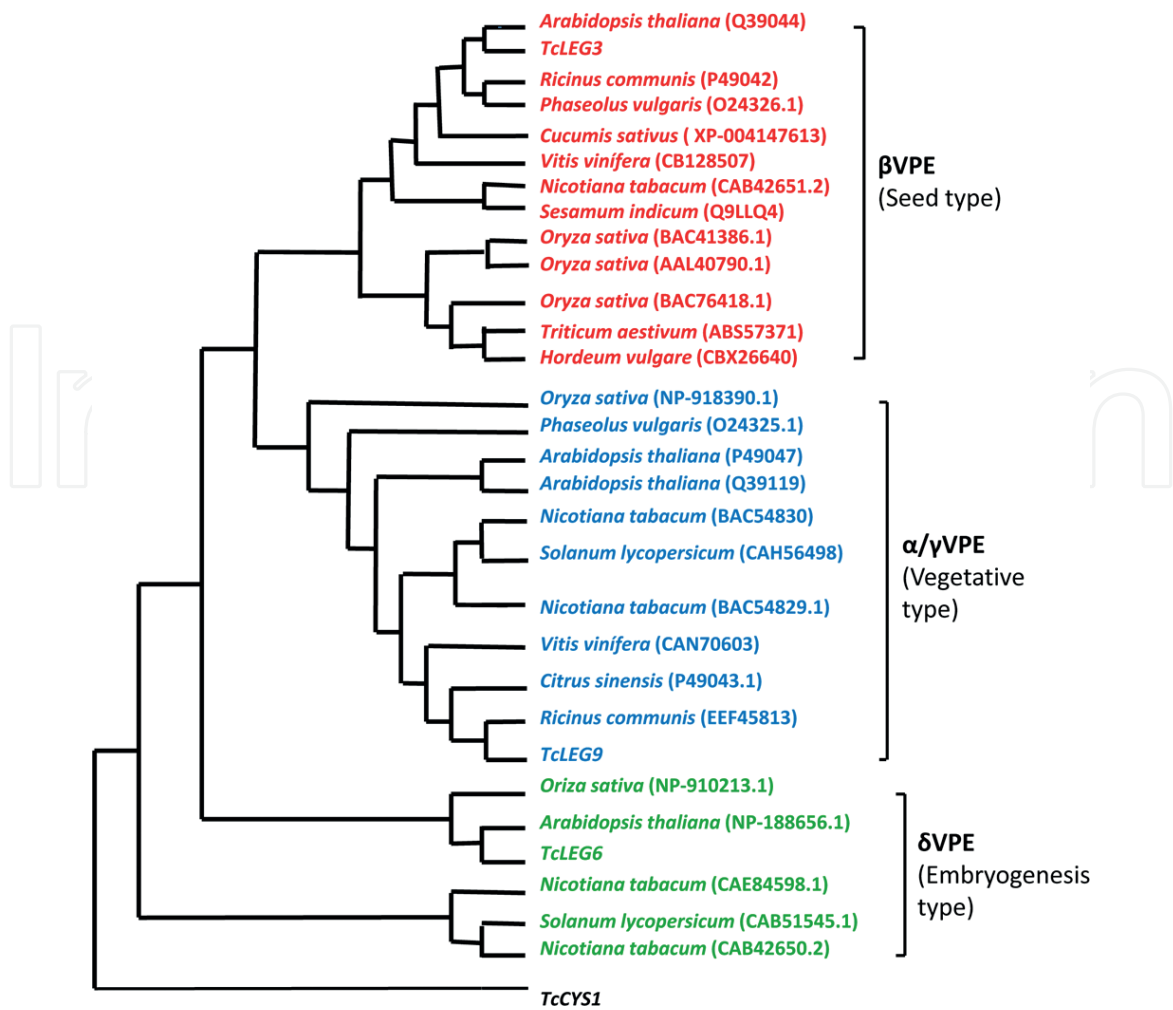 Arabidopsis thaliana (Q39044)
TcLEG3
Ricinus communis (P49042)
Phaseolus vulgaris (O24326.1)
Cucumis sativus ( XP-004147613)
Vitis vinífera (CB128507)
Nicotiana tabacum (CAB42651.2)
Sesamum indicum (Q9LLQ4)
Oryza sativa (BAC41386.1)
Oryza sativa (AAL40790.1)
Oryza sativa (BAC76418.1)
Triticum aestivum (ABS57371)
Hordeum vulgare (CBX26640)
βVPE
(Seed type)
Oryza sativa (NP-918390.1)
Phaseolus vulgaris (O24325.1)
Arabidopsis thaliana (P49047)
Arabidopsis thaliana (Q39119)
Nicotiana tabacum (BAC54830)
Solanum lycopersicum (CAH56498)
Nicotiana tabacum (BAC54829.1)
Vitis vinífera (CAN70603)
Citrus sinensis (P49043.1)
Ricinus communis (EEF45813)
TcLEG9
α/γVPE
(Vegetative
type)
Oriza sativa (NP-910213.1)
Arabidopsis thaliana (NP-188656.1)
TcLEG6
Nicotiana tabacum (CAE84598.1)
Solanum lycopersicum (CAB51545.1)
Nicotiana tabacum (CAB42650.2)
δVPE
(Embryogenesis
type)
TcCYS1